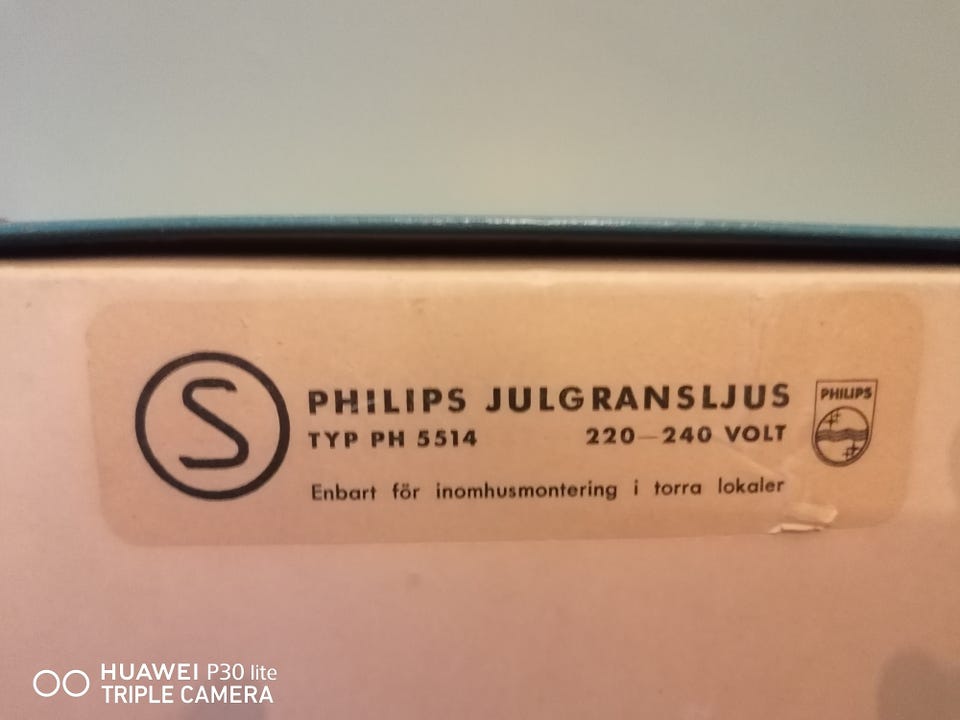 S
PHILIPS JULGRANSLJUS
TYP PH 5514 220–240 VOLT
Enbart för inomhusmontering i torra lokaler
PHILIPS
HUAWEI P30 lite
TRIPLE CAMERA